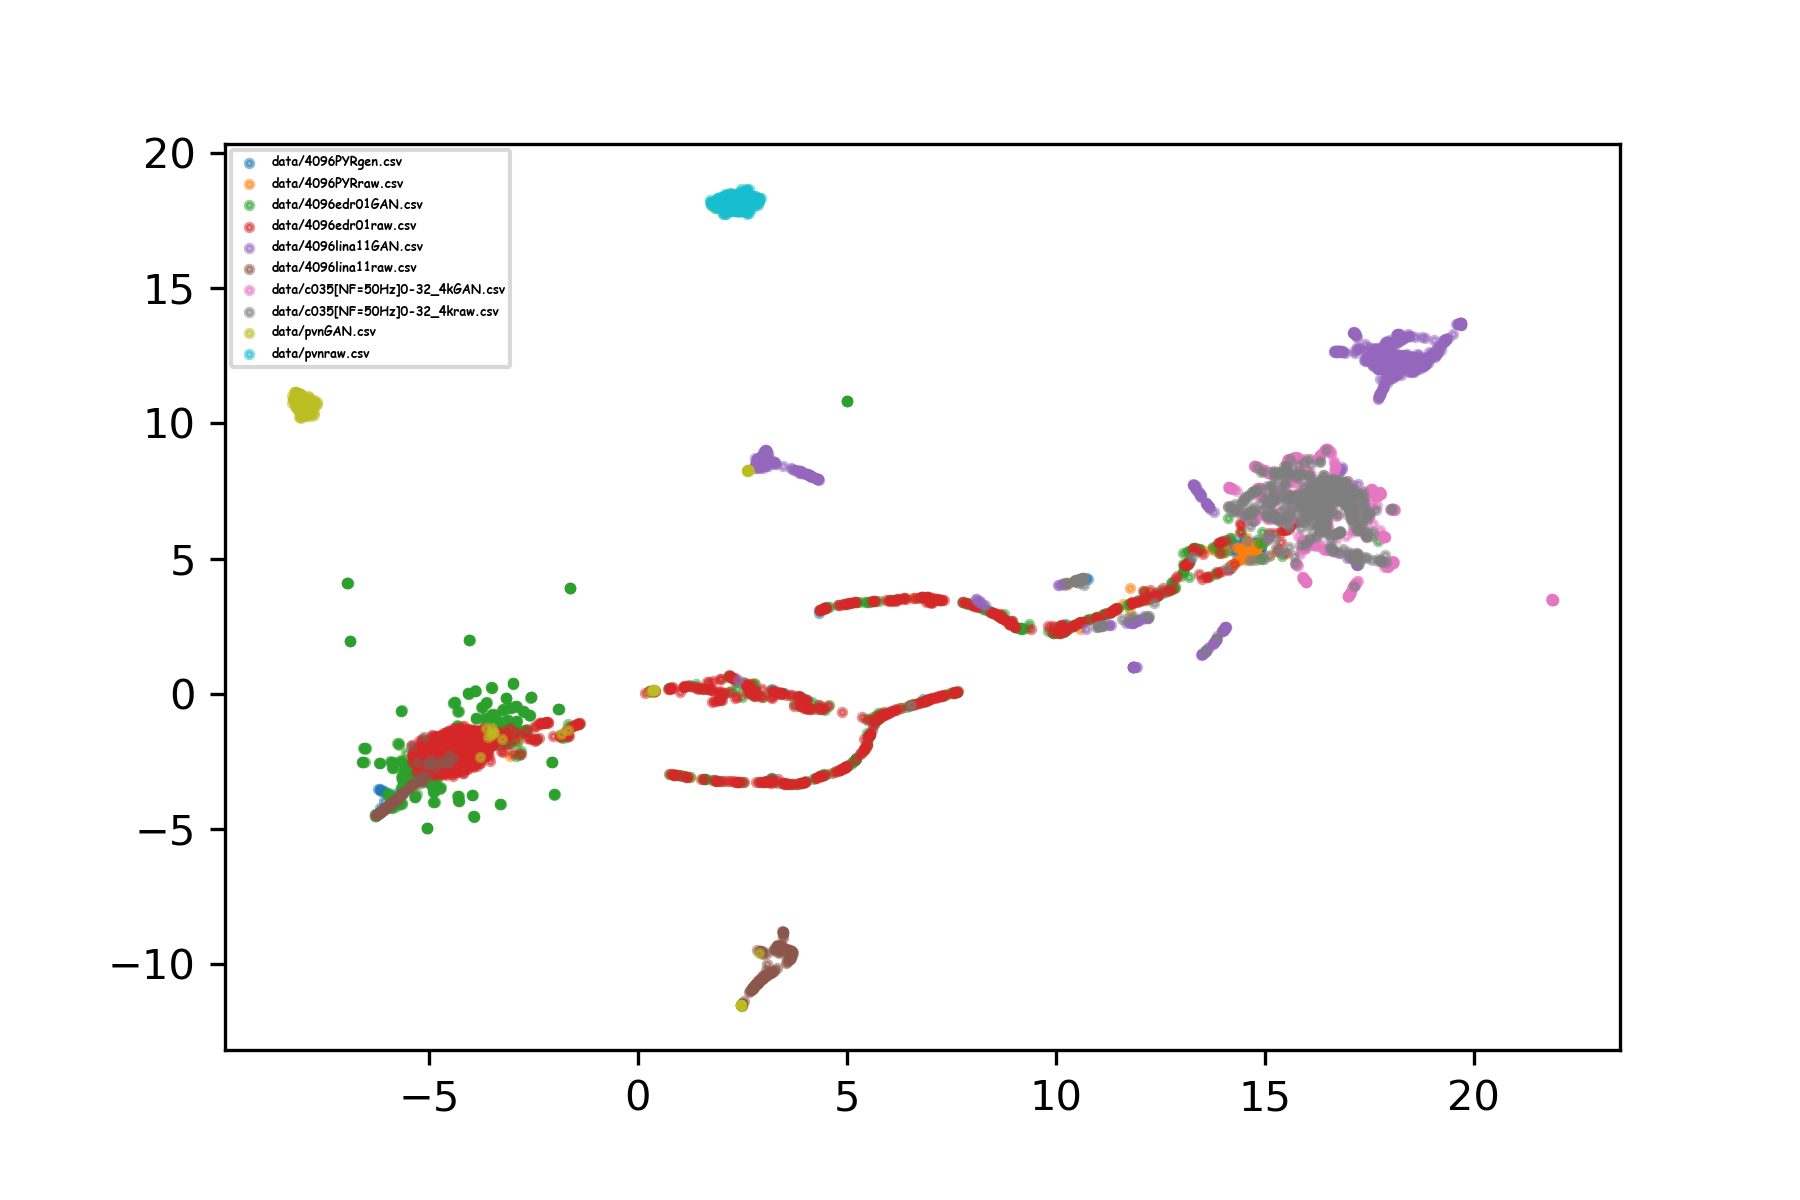 20
15
10
5
0
−5
−10
data/4096PYRgen.csv
data/4096PYRraw.csv
data/4096edr01GAN.csv
data/4096edr01raw.csv
data/4096lina11GAN.csv
data/4096lina11raw.csv
data/c035[NF=50Hz]0-32_4kGAN.csv
data/c035[NF=50Hz]0-32_4kraw.csv
data/pvnGAN.csv
data/pvnraw.csv
−5 0 5 10 15 20